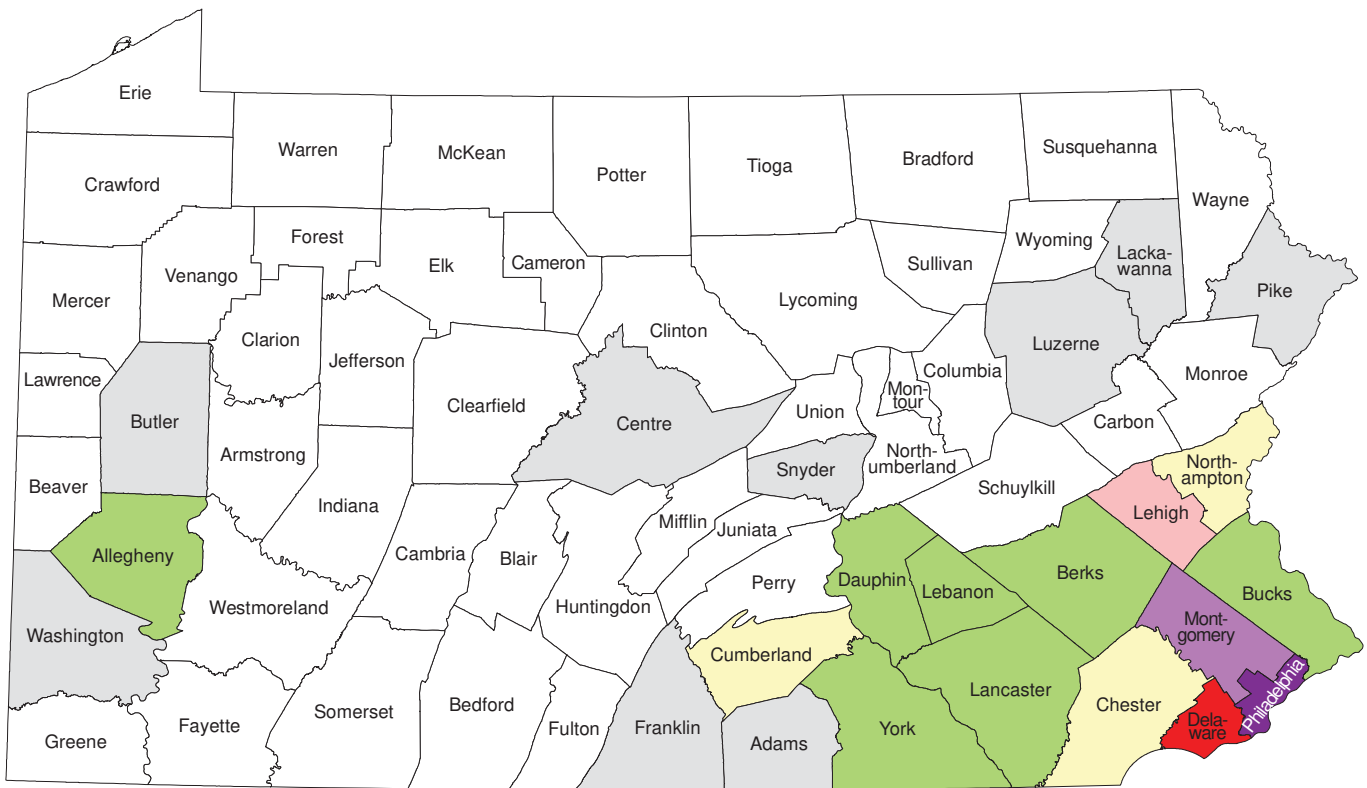 Erie
Warren
McKean
Potter
Tioga
Bradford
Susquehanna
Wayne
Crawford
Forest
Elk
Cameron
Wyoming
Lacka-
wanna
Sullivan
Venango
Mercer
Lycoming
Pike
Clarion
Clinton
Luzerne
Jefferson
Columbia
Monroe
Lawrence
Mon-
tour
Butler
Clearfield
Centre
Union
Carbon
Armstrong
North-
umberland
Snyder
North-
ampton
Beaver
Schuylkill
Indiana
Lehigh
Mifflin
Juniata
Allegheny
Cambria
Blair
Perry
Dauphin
Lebanon
Berks
Bucks
Westmoreland
Huntingdon
Mont-
gomery
Washington
Cumberland
Lancaster
Chester
Philadelphia
Somerset
Bedford
Fayette
Fulton
Franklin
York
Dela-
ware
Greene
Adams